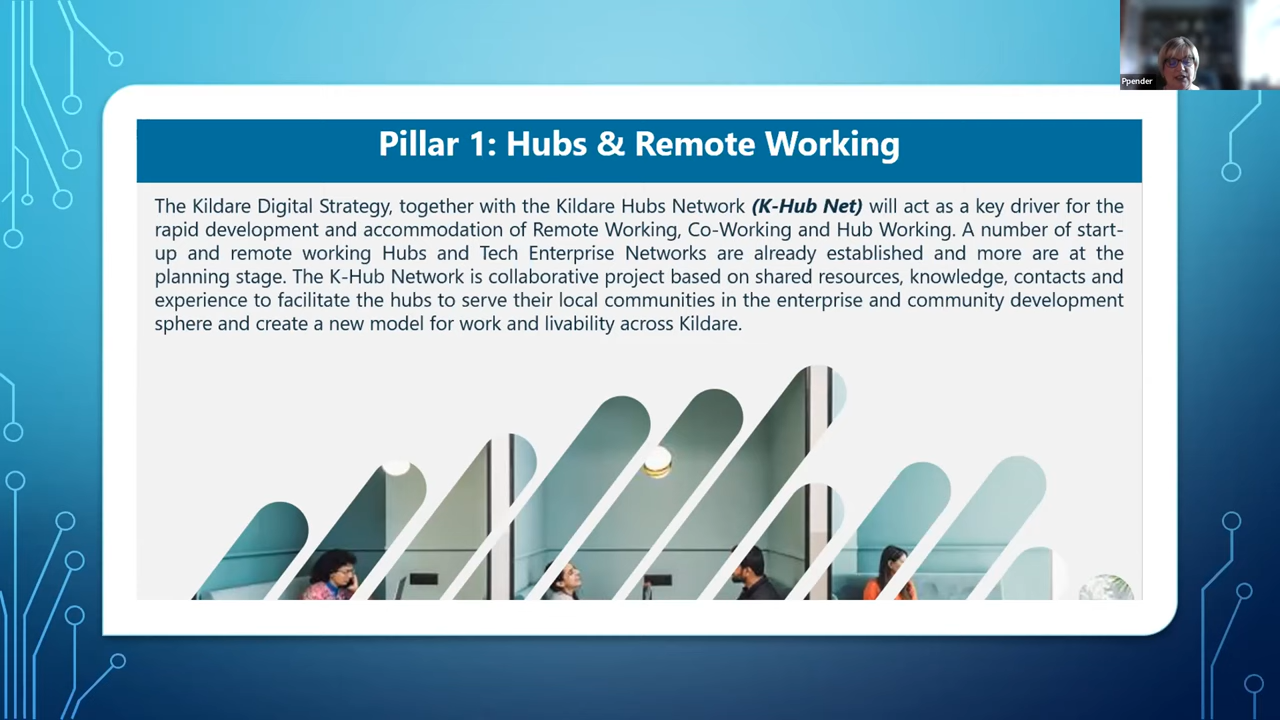 Ppender
Pillar 1: Hubs & Remote Working
The Kildare Digital Strategy, together with the Kildare Hubs Network (K-Hub Net) will act as a key driver for the
rapid development and accommodation of Remote Working, Co-Working and Hub Working. A number of start-
up and remote working Hubs and Tech Enterprise Networks are already established and more are at the
planning stage. The K-Hub Network is collaborative project based on shared resources, knowledge, contacts and
experience to facilitate the hubs to serve their local communities in the enterprise and community development
sphere and create a new model for work and livability across Kildare.